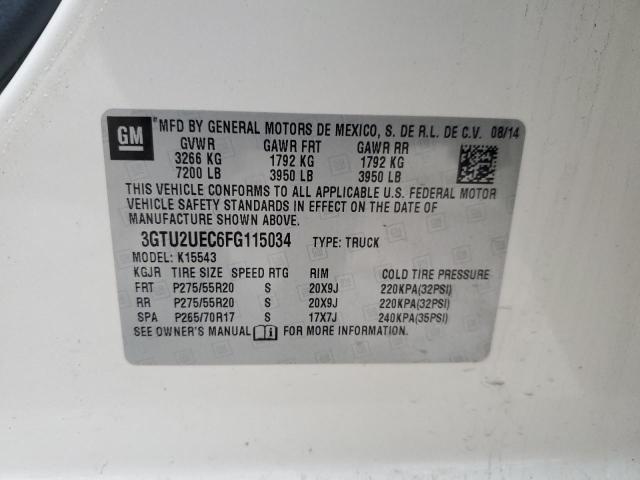 GM MFD BY GENERAL MOTORS DE MEXICO, S. DE R.L. DE C.V. 08/14
GVWR GAWR FRT GAWR RR
3266 KG 1792 KG 1792 KG
7200 LB 3950 LB 3950 LB
THIS VEHICLE CONFORMS TO ALL APPLICABLE U.S. FEDERAL MOTOR
VEHICLE SAFETY STANDARDS IN EFFECT ON THE DATE OF
MANUFACTURE SHOWN ABOVE.
3GTU2UEC6FG115034 TYPE: TRUCK
MODEL: K15543
KGJR TIRE SIZE SPEED RTG RIM COLD TIRE PRESSURE
FRT P275/55R20 S 20X9J 220KPA(32PSI)
RR P275/55R20 S 20X9J 220KPA(32PSI)
SPA P265/70R17 S 17X7J 240KPA(35PSI)
SEE OWNER'S MANUAL FOR MORE INFORMATION.